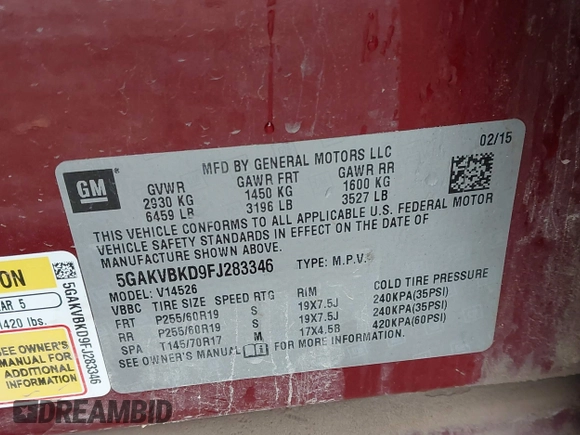 02/15
MFD BY GENERAL MOTORS LLC
GM
GVWR GAWR FRT GAWR RR
2930 KG 1450 KG 1600 KG
6459 LB 3196 LB 3527 LB
THIS VEHICLE CONFORMS TO ALL APPLICABLE U.S. FEDERAL MOTOR
VEHICLE SAFETY STANDARDS IN EFFECT ON THE DATE OF
MANUFACTURE SHOWN ABOVE.
5GAKVBKD9FJ283346 TYPE: M.P.V.
MODEL: V14526
VBBC TIRE SIZE SPEED RTG RIM COLD TIRE PRESSURE
FRT P255/60R19 S 19X7.5J 240KPA(35PSI)
RR P255/60R19 S 19X7.5J 240KPA(35PSI)
SPA T145/70R17 M 17X4.5B 420KPA(60PSI)
SEE OWNER'S MANUAL FOR MORE INFORMATION.
ON
AR 5
1420 lbs.
SEE OWNER'S
MANUAL FOR
ADDITIONAL
INFORMATION
5GAKVBKD9FJ283346
DREAMBID